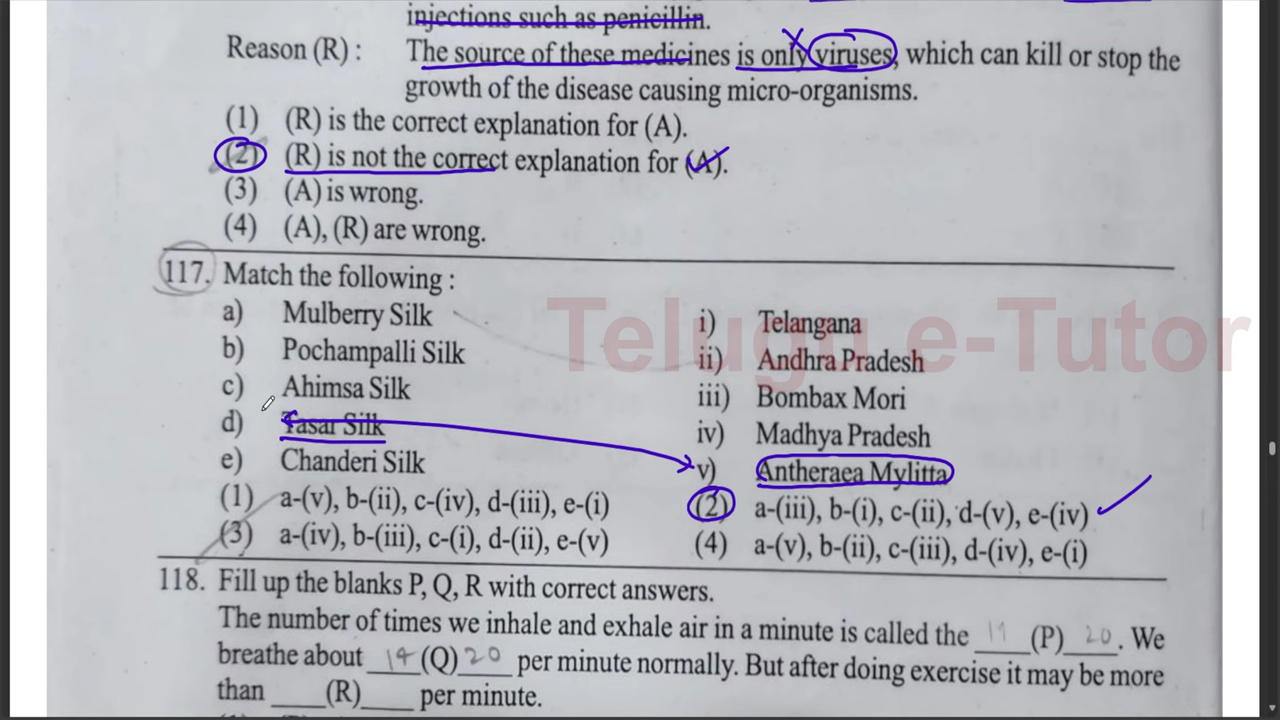 injections such as penicillin.
Reason (R) : The source of these medicines is only viruses, which can kill or stop the
growth of the disease causing micro-organisms.
(1) (R) is the correct explanation for (A).
(2) (R) is not the correct explanation for (A).
(3) (A) is wrong.
(4) (A), (R) are wrong.
117. Match the following :
a) Mulberry Silk i) Telangana
b) Pochampalli Silk ii) Andhra Pradesh
c) Ahimsa Silk iii) Bombax Mori
d) Tasar Silk iv) Madhya Pradesh
e) Chanderi Silk v) Antheraea Mylitta
(1) a-(v), b-(ii), c-(iv), d-(iii), e-(i) (2) a-(iii), b-(i), c-(ii), d-(v), e-(iv)
(3) a-(iv), b-(iii), c-(i), d-(ii), e-(v) (4) a-(v), b-(ii), c-(iii), d-(iv), e-(i)
Telugu e-Tutor
118. Fill up the blanks P, Q, R with correct answers.
The number of times we inhale and exhale air in a minute is called the ___(P) 20. We
breathe about 14 (Q) 20 per minute normally. But after doing exercise it may be more
than ___(R)___ per minute.